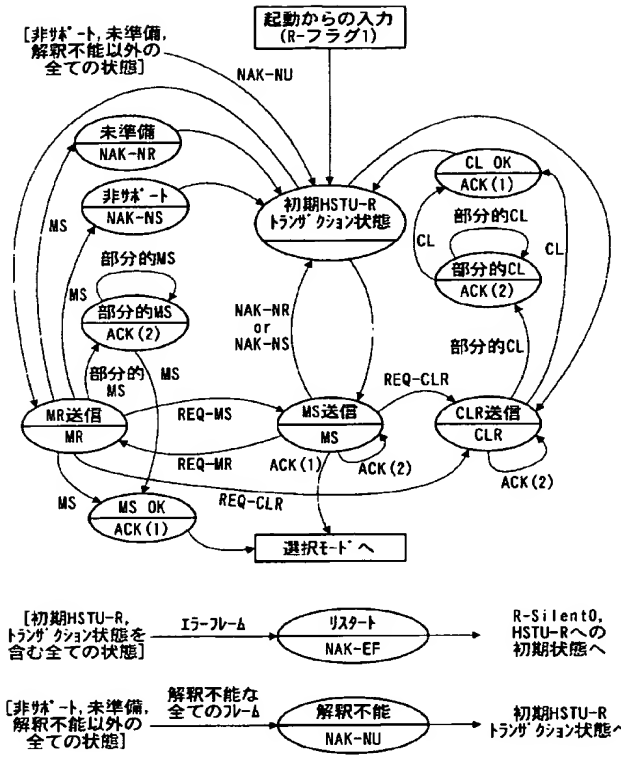 起動からの入力
(R-フラグ1)
[非サポート,未準備,
解釈不能以外の
全ての状態]
NAK-NU
未準備
NAK-NR
非サポート
NAK-NS
初期HSTU-R
トランザクション状態
CL OK
ACK(1)
部分的CL
部分的CL
ACK(2)
CL
CL
MS
MS
部分的MS
部分的MS
ACK(2)
部分的
MS
MS
NAK-NR
or
NAK-NS
部分的CL
REQ-CLR
MR送信
MR
REQ-MS
MS送信
MS
CLR送信
CLR
REQ-MR
ACK(1)
ACK(2)
ACK(2)
MS
MS OK
ACK(1)
REQ-CLR
選択モードへ
[初期HSTU-R,
トランザクション状態を
含む全ての状態]
エラーフレーム
リスタート
NAK-EF
R-Silent0,
HSTU-Rへの
初期状態へ
[非サポート,未準備,
解釈不能以外の
全ての状態]
解釈不能な
全てのフレーム
解釈不能
NAK-NU
初期HSTU-R
トランザクション状態へ